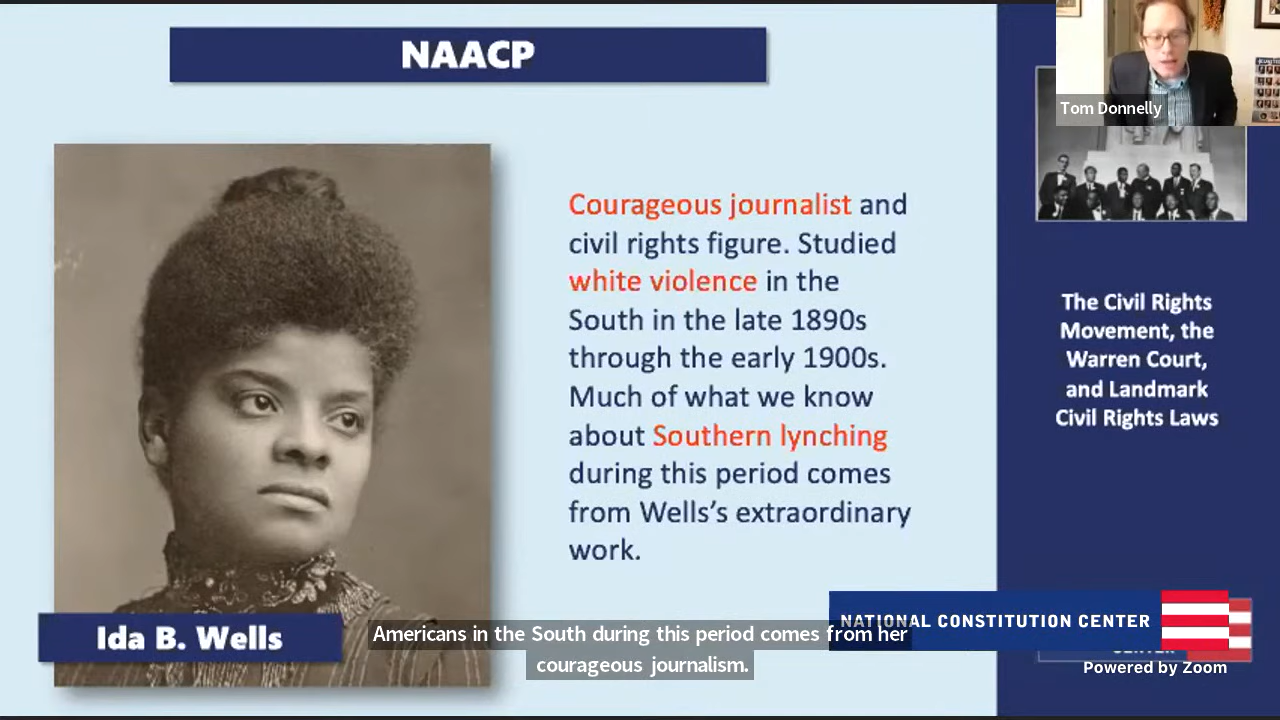 NAACP
Tom Donnelly
Courageous journalist and
civil rights figure. Studied
white violence in the
South in the late 1890s
through the early 1900s.
Much of what we know
about Southern lynching
during this period comes
from Wells’s extraordinary
work.
The Civil Rights
Movement, the
Warren Court,
and Landmark
Civil Rights Laws
Ida B. Wells
Americans in the South during this period comes from her
courageous journalism.
NATIONAL CONSTITUTION CENTER
CENTER
Powered by Zoom